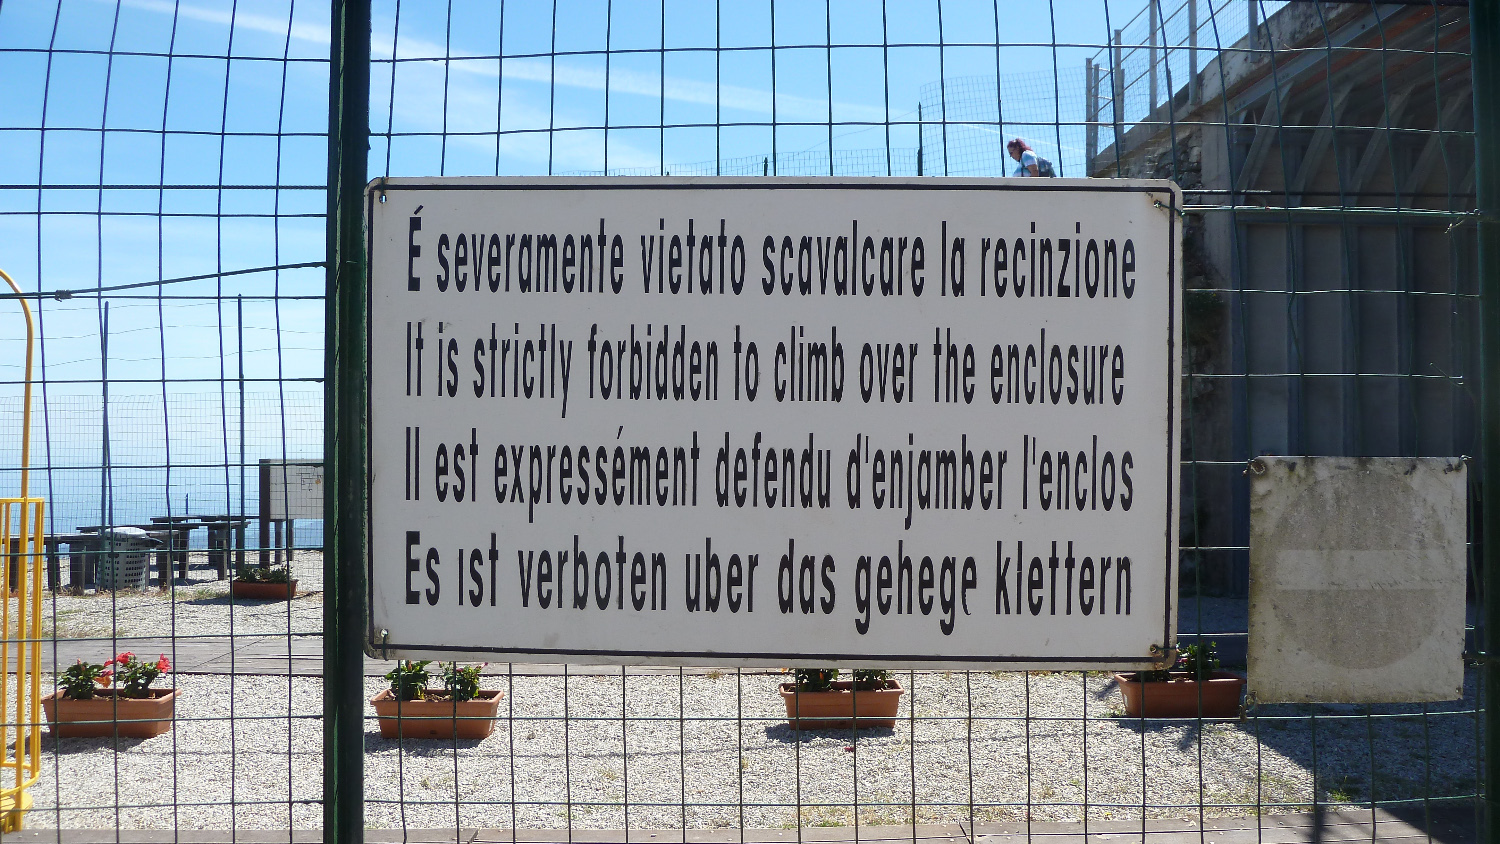 É severamente vietato scavalcare la recinzione
It is strictly forbidden to climb over the enclosure
Il est expressément defendu d'enjamber l'enclos
Es ıst verboten uber das gehege klettern